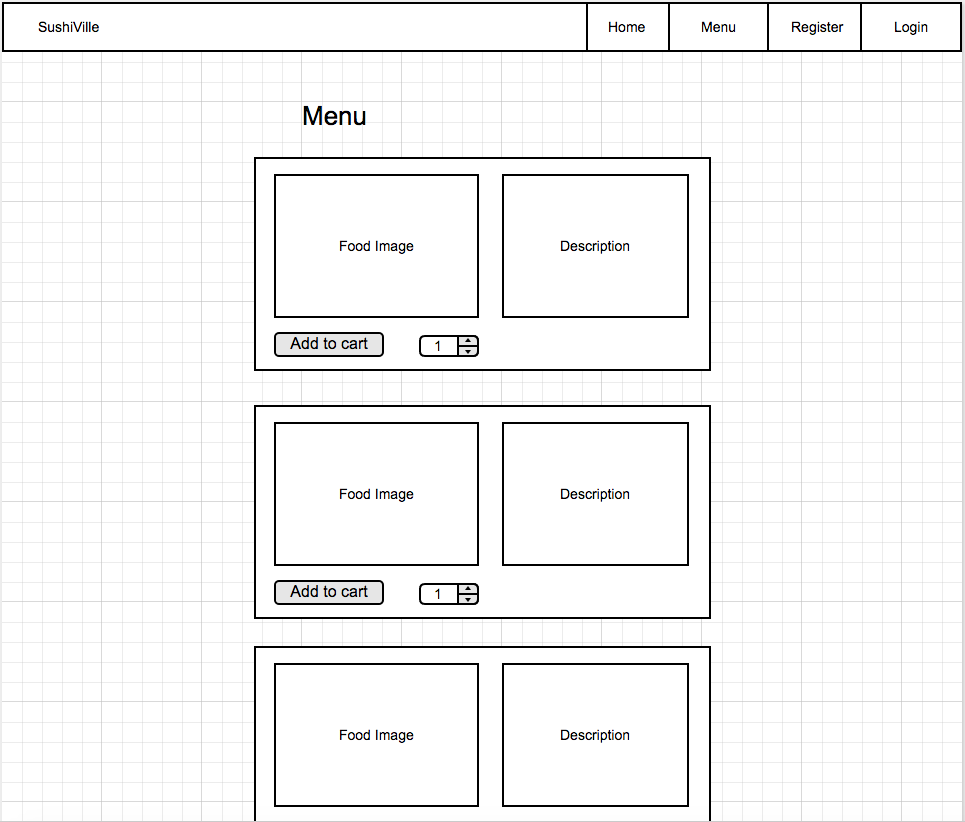 SushiVille Home Menu Register Login
Menu
Food Image Description
Add to cart 1
Food Image Description
Add to cart 1
Food Image Description